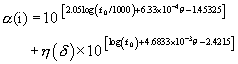 α(i) = 10^[2.05log(t₀/1000)+6.33×10⁻⁴θ−1.45325]
+ η(δ) × 10^[log(t₀)+4.6833×10⁻³θ−2.4215]